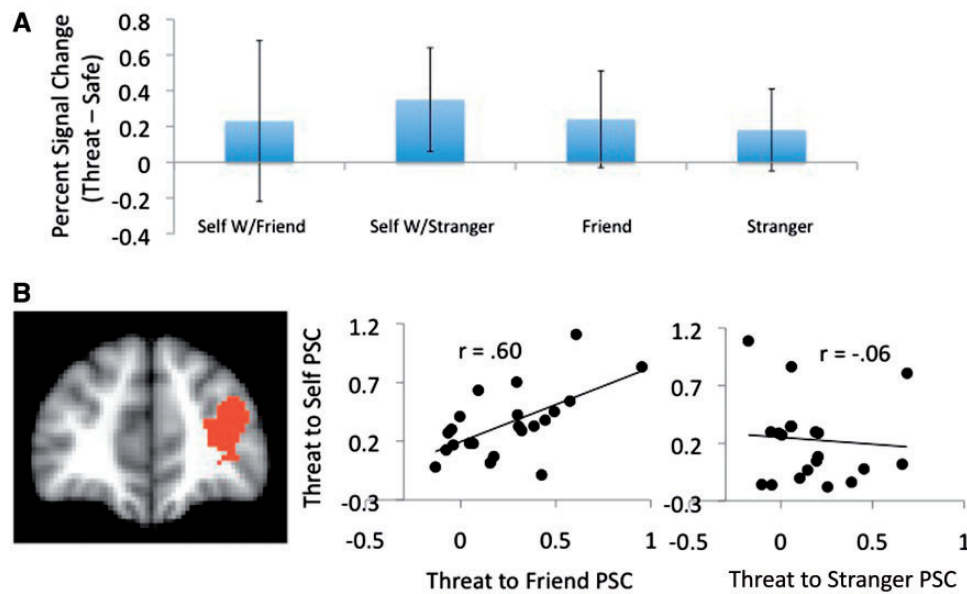 A
Percent Signal Change
(Threat – Safe)
0.8
0.6
0.4
0.2
0
-0.2
-0.4
Self W/Friend
Self W/Stranger
Friend
Stranger
B
Threat to Self PSC
1.2
0.7
0.2
-0.3
r = .60
-0.5
0
0.5
1
Threat to Friend PSC
1.2
0.7
0.2
-0.3
r = -.06
-0.5
0
0.5
1
Threat to Stranger PSC